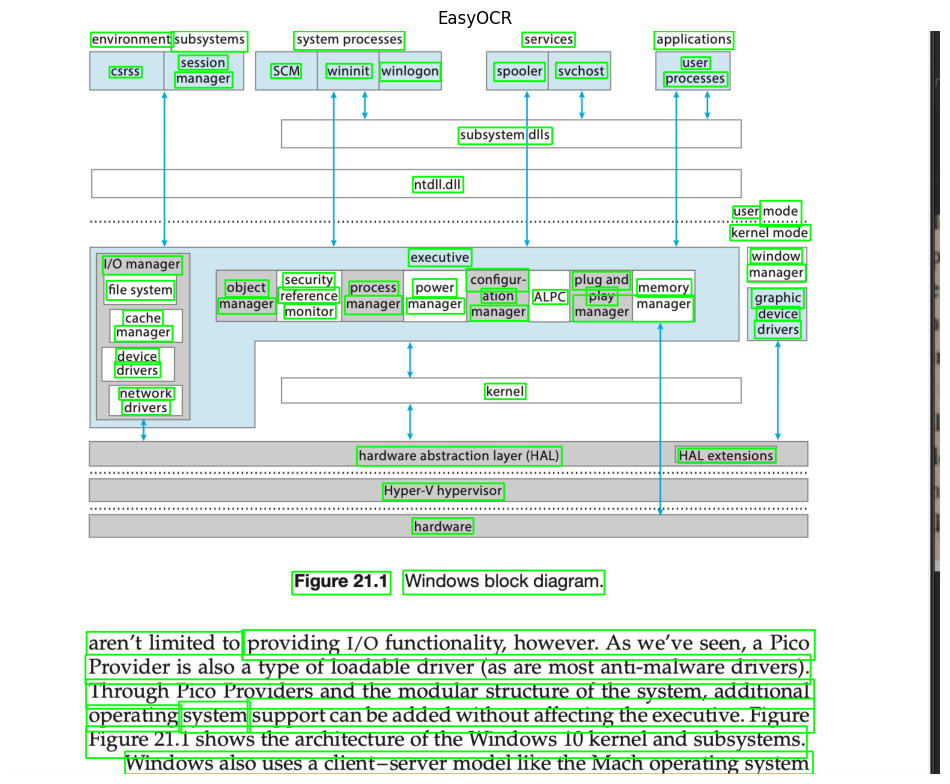 EasyOCR
environment subsystems
system processes
services
applications
csrss
session
manager
SCM
wininit
winlogon
spooler
svchost
user
processes
subsystem dlls
ntdll.dll
user mode
kernel mode
executive
I/O manager
file system
cache
manager
device
drivers
network
drivers
object
manager
security
reference
monitor
process
manager
power
manager
configur-
ation
manager
ALPC
plug and
play
manager
memory
manager
window
manager
graphic
device
drivers
kernel
hardware abstraction layer (HAL)
HAL extensions
Hyper-V hypervisor
hardware
Figure 21.1 Windows block diagram.
aren't limited to providing I/O functionality, however. As we've seen, a Pico
Provider is also a type of loadable driver (as are most anti-malware drivers).
Through Pico Providers and the modular structure of the system, additional
operating system support can be added without affecting the executive. Figure
Figure 21.1 shows the architecture of the Windows 10 kernel and subsystems.
Windows also uses a client–server model like the Mach operating system